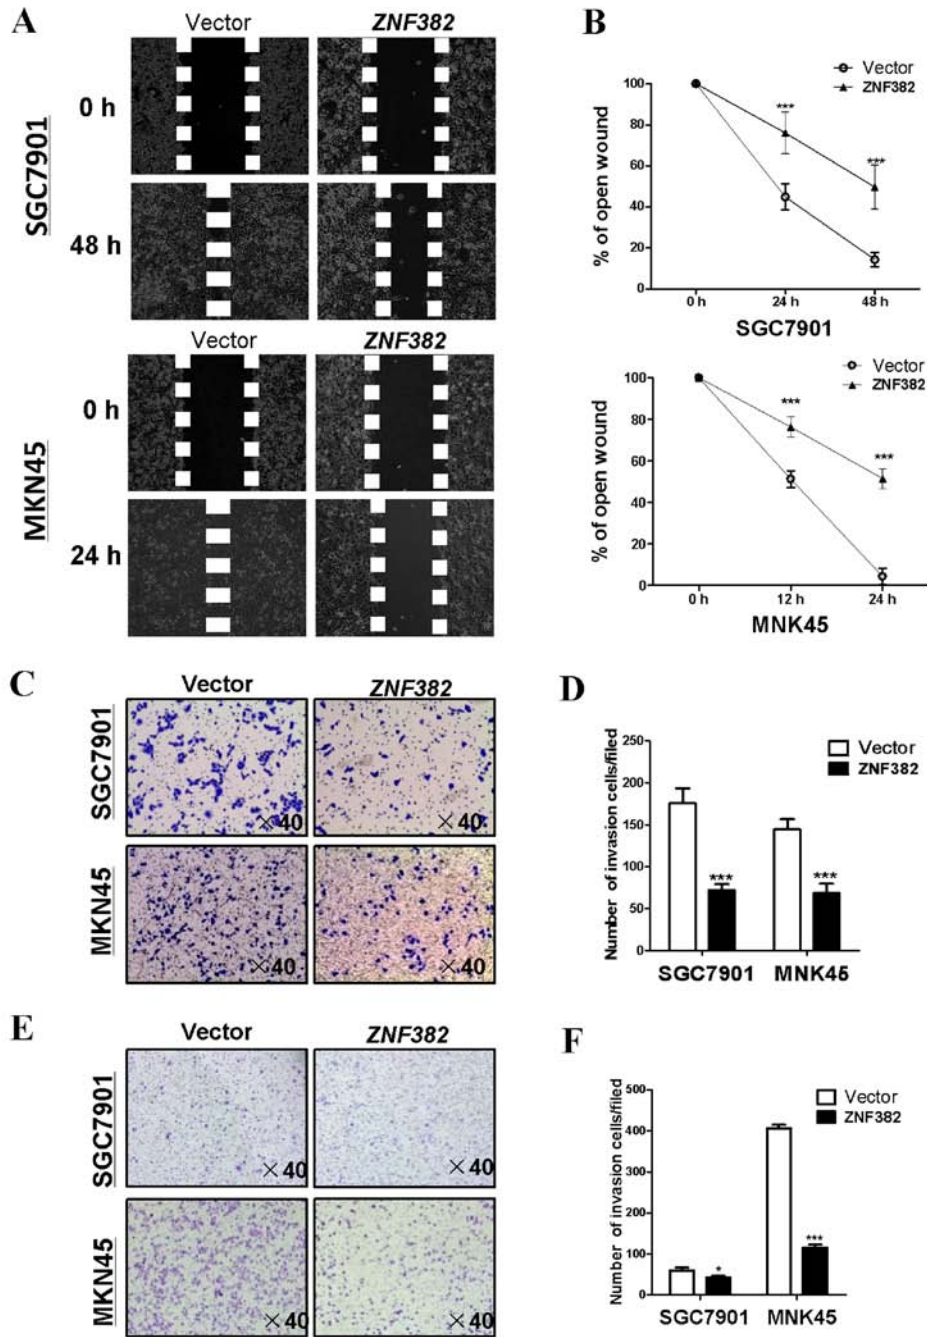 A
Vector
ZNF382
SGC7901
0 h
48 h
Vector
ZNF382
MKN45
0 h
24 h
B
Vector
ZNF382
% of open wound
100
80
60
40
20
0
***
***
0 h
24 h
48 h
SGC7901
Vector
ZNF382
% of open wound
100
80
60
40
20
0
***
***
0 h
12 h
24 h
MNK45
C
Vector
ZNF382
SGC7901
× 40
× 40
MKN45
× 40
× 40
D
Vector
ZNF382
Number of invasion cells/filed
250
200
150
100
50
0
***
***
SGC7901
MNK45
E
Vector
ZNF382
SGC7901
× 40
× 40
MKN45
× 40
× 40
F
Vector
ZNF382
Number of invasion cells/filed
500
400
300
200
100
0
*
***
SGC7901
MNK45